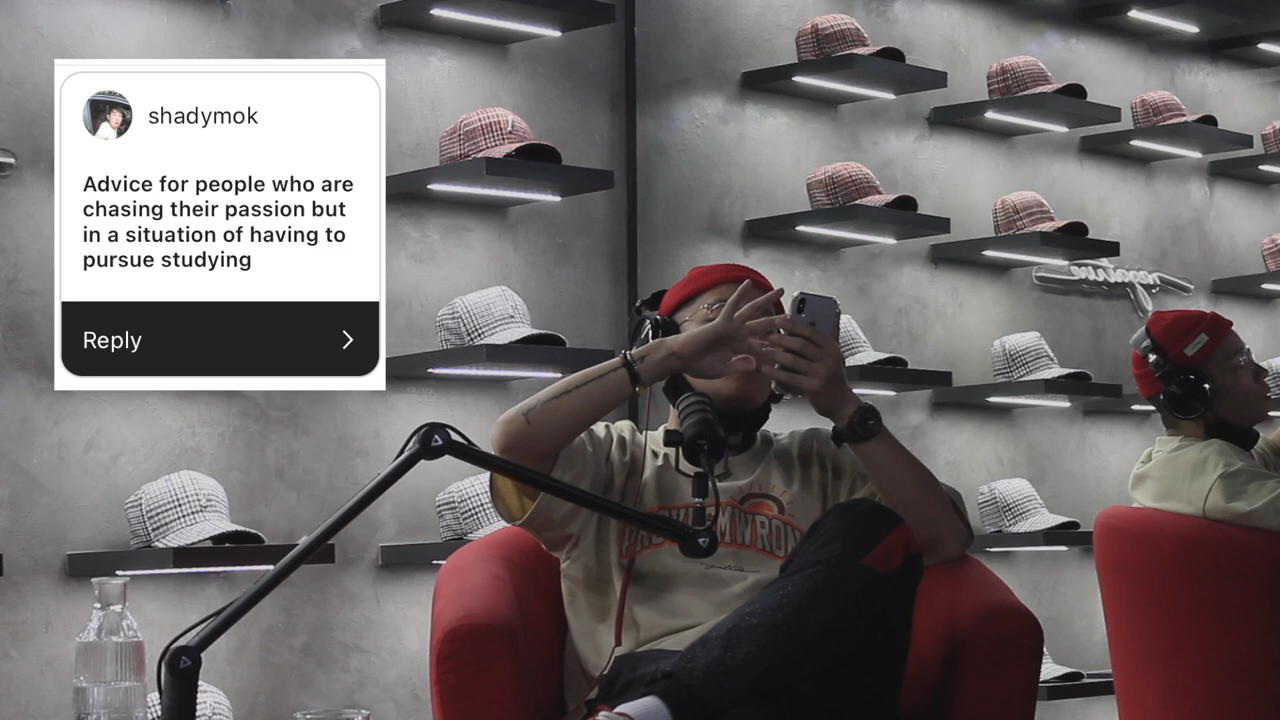 shadymok
Advice for people who are
chasing their passion but
in a situation of having to
pursue studying
Reply